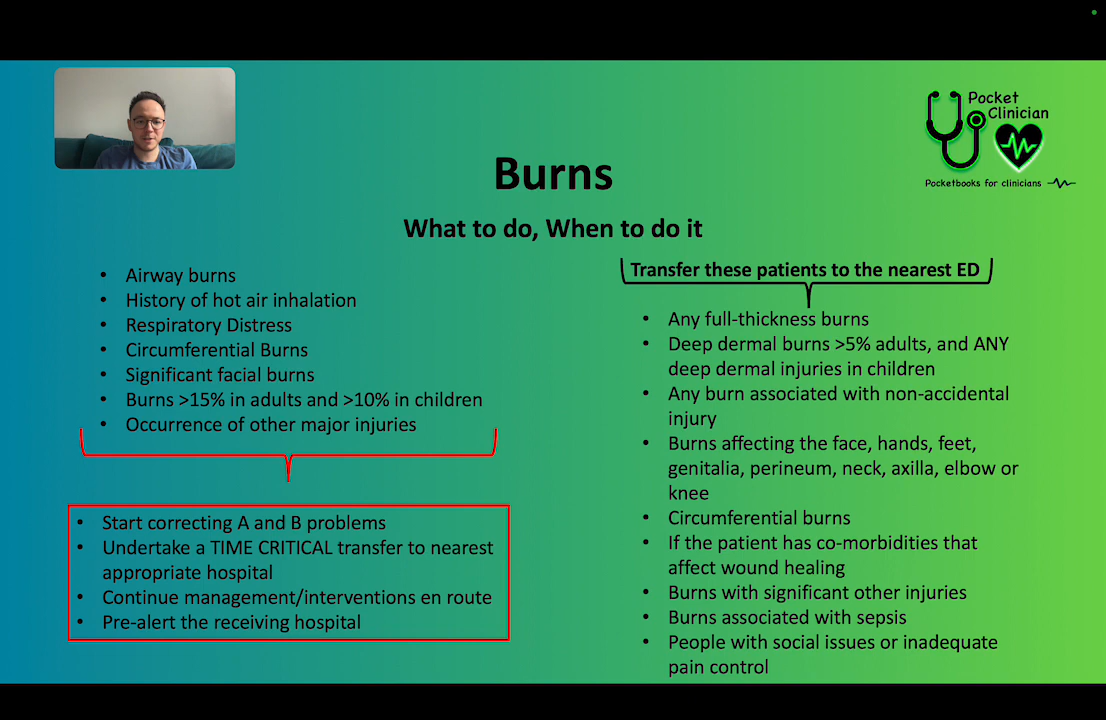 Pocket
Clinician
Pocketbooks for clinicians
Burns
What to do, When to do it
• Airway burns
• History of hot air inhalation
• Respiratory Distress
• Circumferential Burns
• Significant facial burns
• Burns >15% in adults and >10% in children
• Occurrence of other major injuries
• Start correcting A and B problems
• Undertake a TIME CRITICAL transfer to nearest
appropriate hospital
• Continue management/interventions en route
• Pre-alert the receiving hospital
Transfer these patients to the nearest ED
• Any full-thickness burns
• Deep dermal burns >5% adults, and ANY
deep dermal injuries in children
• Any burn associated with non-accidental
injury
• Burns affecting the face, hands, feet,
genitalia, perineum, neck, axilla, elbow or
knee
• Circumferential burns
• If the patient has co-morbidities that
affect wound healing
• Burns with significant other injuries
• Burns associated with sepsis
• People with social issues or inadequate
pain control